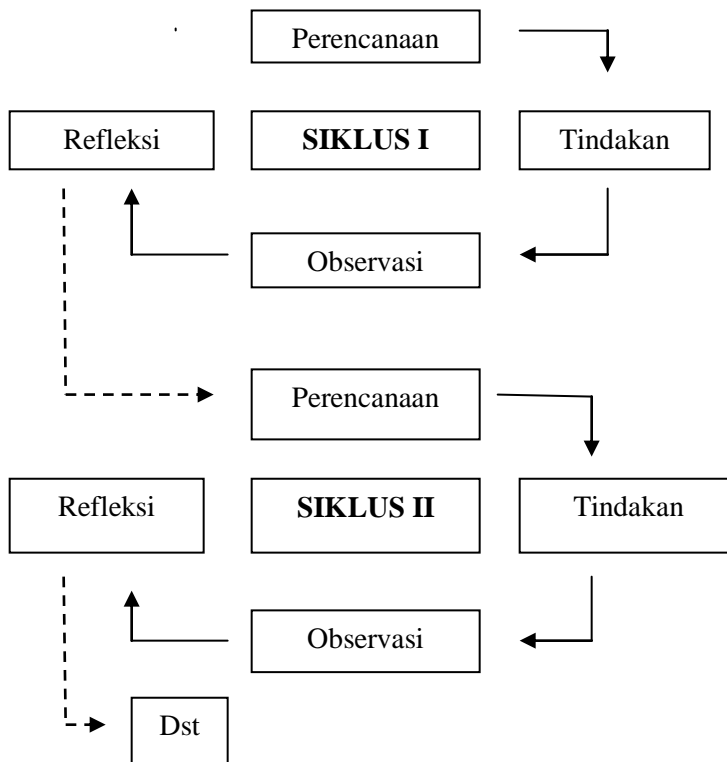 Perencanaan
Refleksi
SIKLUS I
Tindakan
Observasi
Perencanaan
Refleksi
SIKLUS II
Tindakan
Observasi
Dst